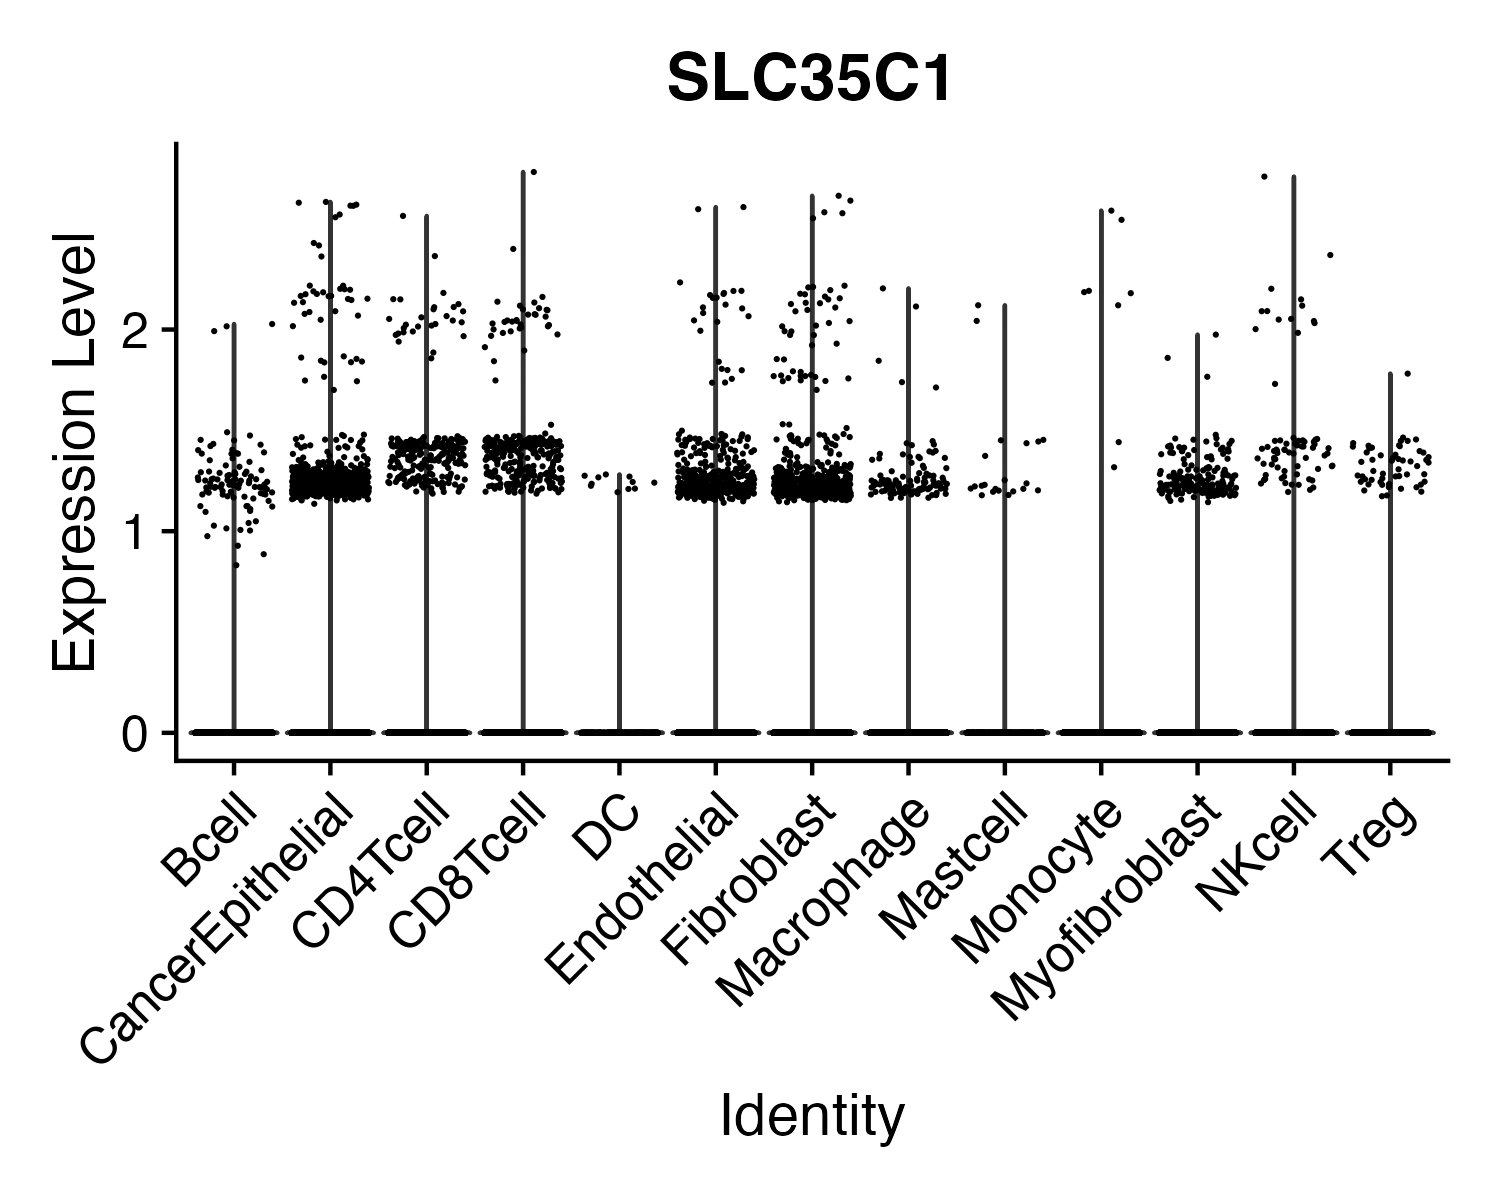 SLC35C1
Expression Level
2
1
0
Bcell
CancerEpithelial
CD4Tcell
CD8Tcell
DC
Endothelial
Fibroblast
Macrophage
Mastcell
Monocyte
Myofibroblast
NKcell
Treg
Identity